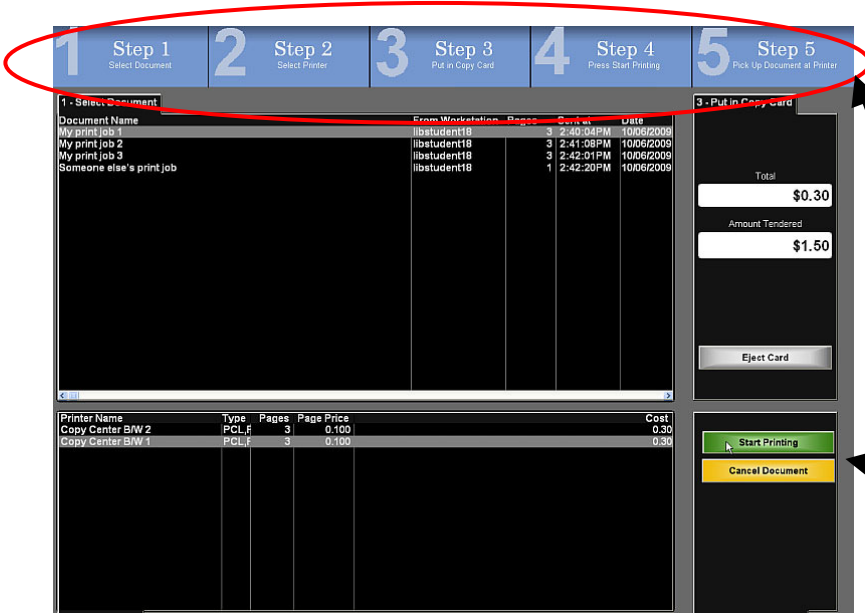 1 Step 1 2 Step 2 3 Step 3 4 Step 4 5 Step 5
Select Document Select Printer Put in Copy Card Press Start Printing Pick Up Document at Printer
1 - Select Document 3 - Put in Copy Card
Document Name From Workstation Pages Sent at Date
My print job 1 libstudent18 3 2:40:04PM 10/06/2009
My print job 2 libstudent18 3 2:41:08PM 10/06/2009
My print job 3 libstudent18 3 2:42:01PM 10/06/2009
Someone else's print job libstudent18 1 2:42:20PM 10/06/2009
Total
$0.30
Amount Tendered
$1.50
Eject Card
Printer Name Type Pages Page Price Cost
Copy Center B/W 2 PCL,F 3 0.100 0.30
Copy Center B/W 1 PCL,F 3 0.100 0.30
Start Printing
Cancel Document